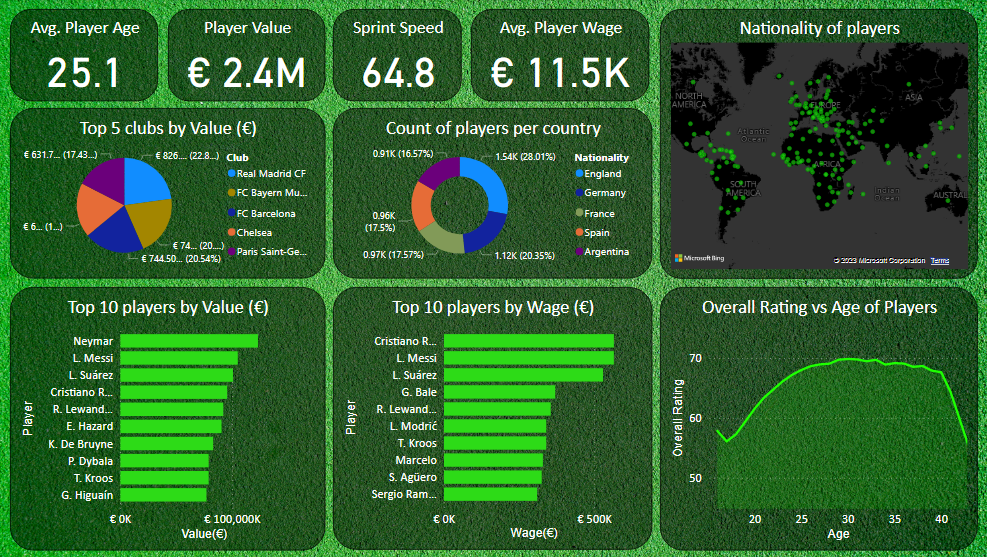 Avg. Player Age
25.1
Player Value
€ 2.4M
Sprint Speed
64.8
Avg. Player Wage
€ 11.5K
Nationality of players
NORTH
AMERICA
EUROPE
ASIA
Atlantic
Ocean
AFRICA
SOUTH
AMERICA
Indian
Ocean
AUSTRAL
Microsoft Bing
© 2023 Microsoft Corporation Terms
Top 5 clubs by Value (€)
€ 631.7... (17.43...)
€ 826.... (22.8...)
€ 6... (1...)
€ 74... (20....)
€ 744.50... (20.54%)
Club
Real Madrid CF
FC Bayern Mu...
FC Barcelona
Chelsea
Paris Saint-Ge...
Count of players per country
0.91K (16.57%)
1.54K (28.01%)
0.96K
(17.5%)
0.97K (17.57%)
1.12K (20.35%)
Nationality
England
Germany
France
Spain
Argentina
Top 10 players by Value (€)
Player
Neymar
L. Messi
L. Suárez
Cristiano R...
R. Lewand...
E. Hazard
K. De Bruyne
P. Dybala
T. Kroos
G. Higuaín
€ 0K
€ 100,000K
Value(€)
Top 10 players by Wage (€)
Player
Cristiano R...
L. Messi
L. Suárez
G. Bale
R. Lewand...
L. Modrić
T. Kroos
Marcelo
S. Agüero
Sergio Ram...
€ 0K
€ 500K
Wage(€)
Overall Rating vs Age of Players
Overall Rating
70
60
50
20
25
30
35
40
Age